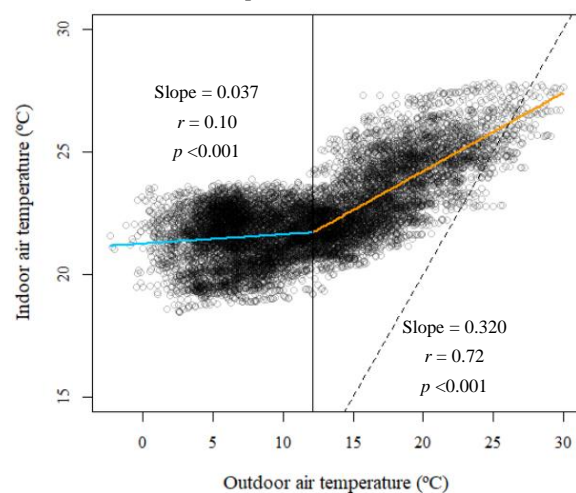 Indoor air temperature (ºC)
30
25
20
15
Slope = 0.037
r = 0.10
p <0.001
Slope = 0.320
r = 0.72
p <0.001
0 5 10 15 20 25 30
Outdoor air temperature (ºC)